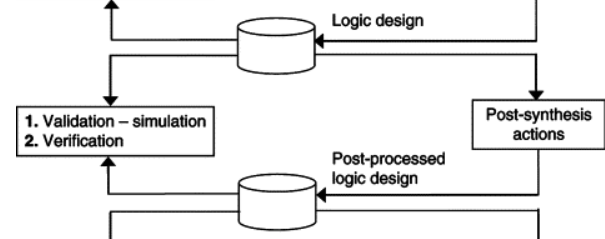 Logic design
1. Validation – simulation
2. Verification
Post-synthesis
actions
Post-processed
logic design